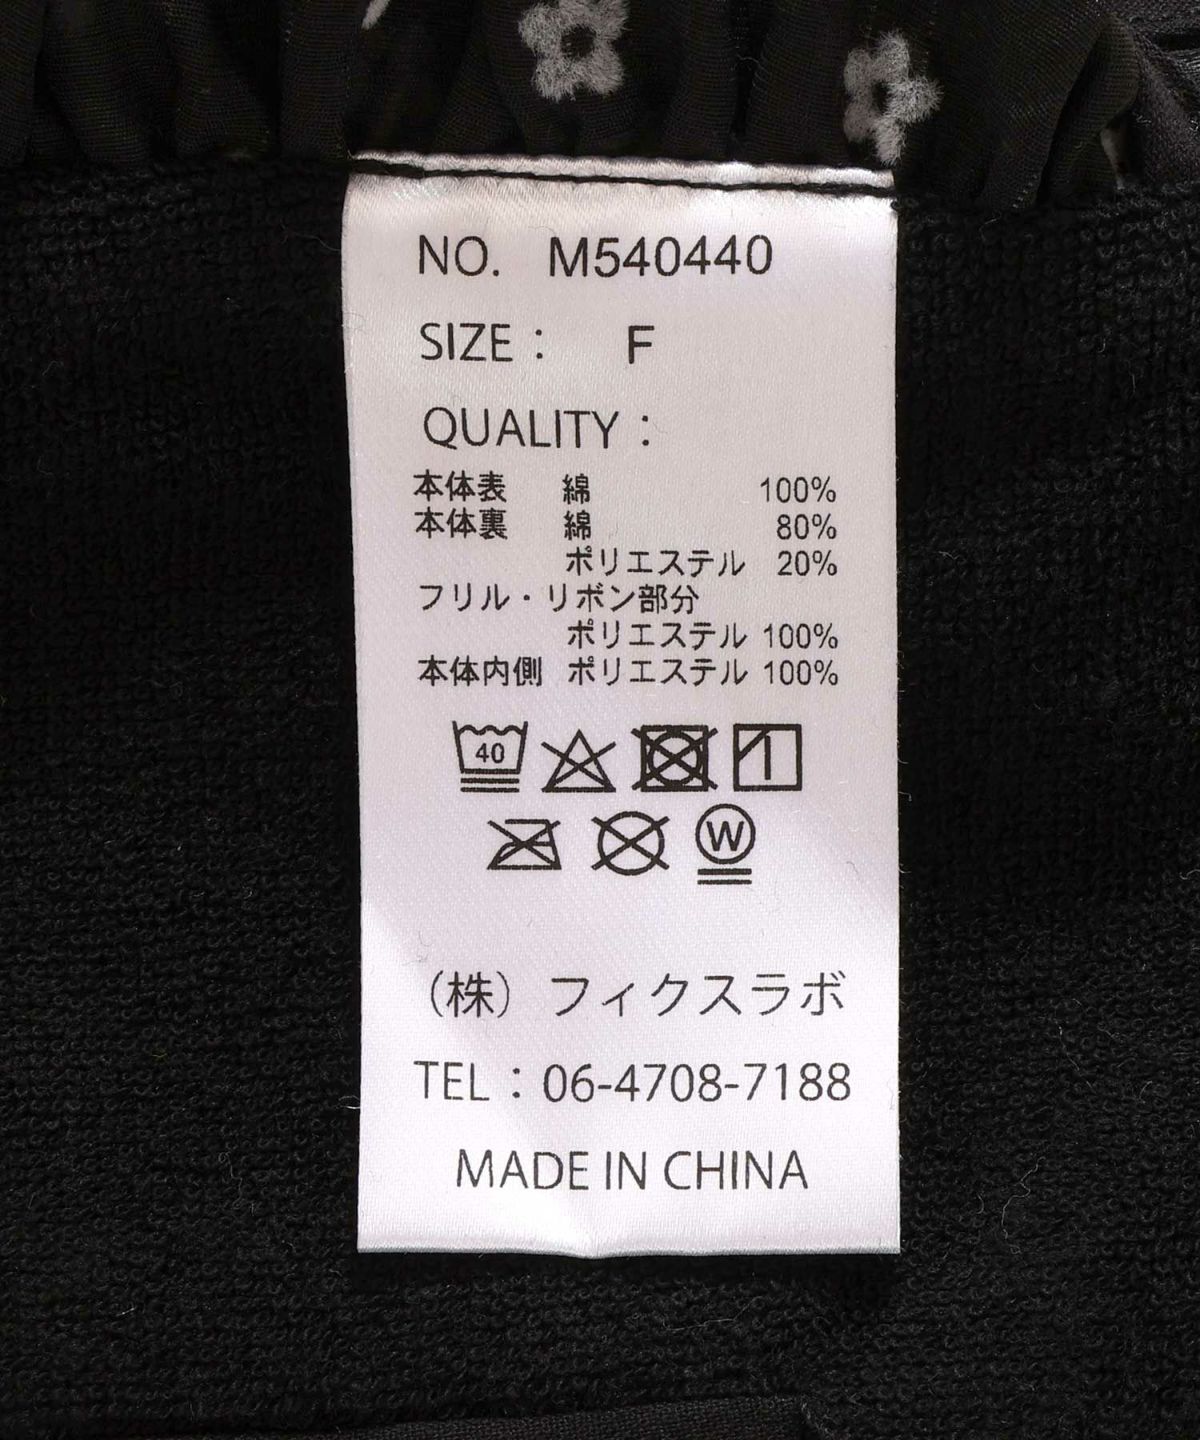 NO. M540440
SIZE： F
QUALITY：
本体表 綿 100%
本体裏 綿 80%
ポリエステル 20%
フリル・リボン部分
ポリエステル 100%
本体内側 ポリエステル 100%
40
W
（株）フィクスラボ
TEL：06-4708-7188
MADE IN CHINA